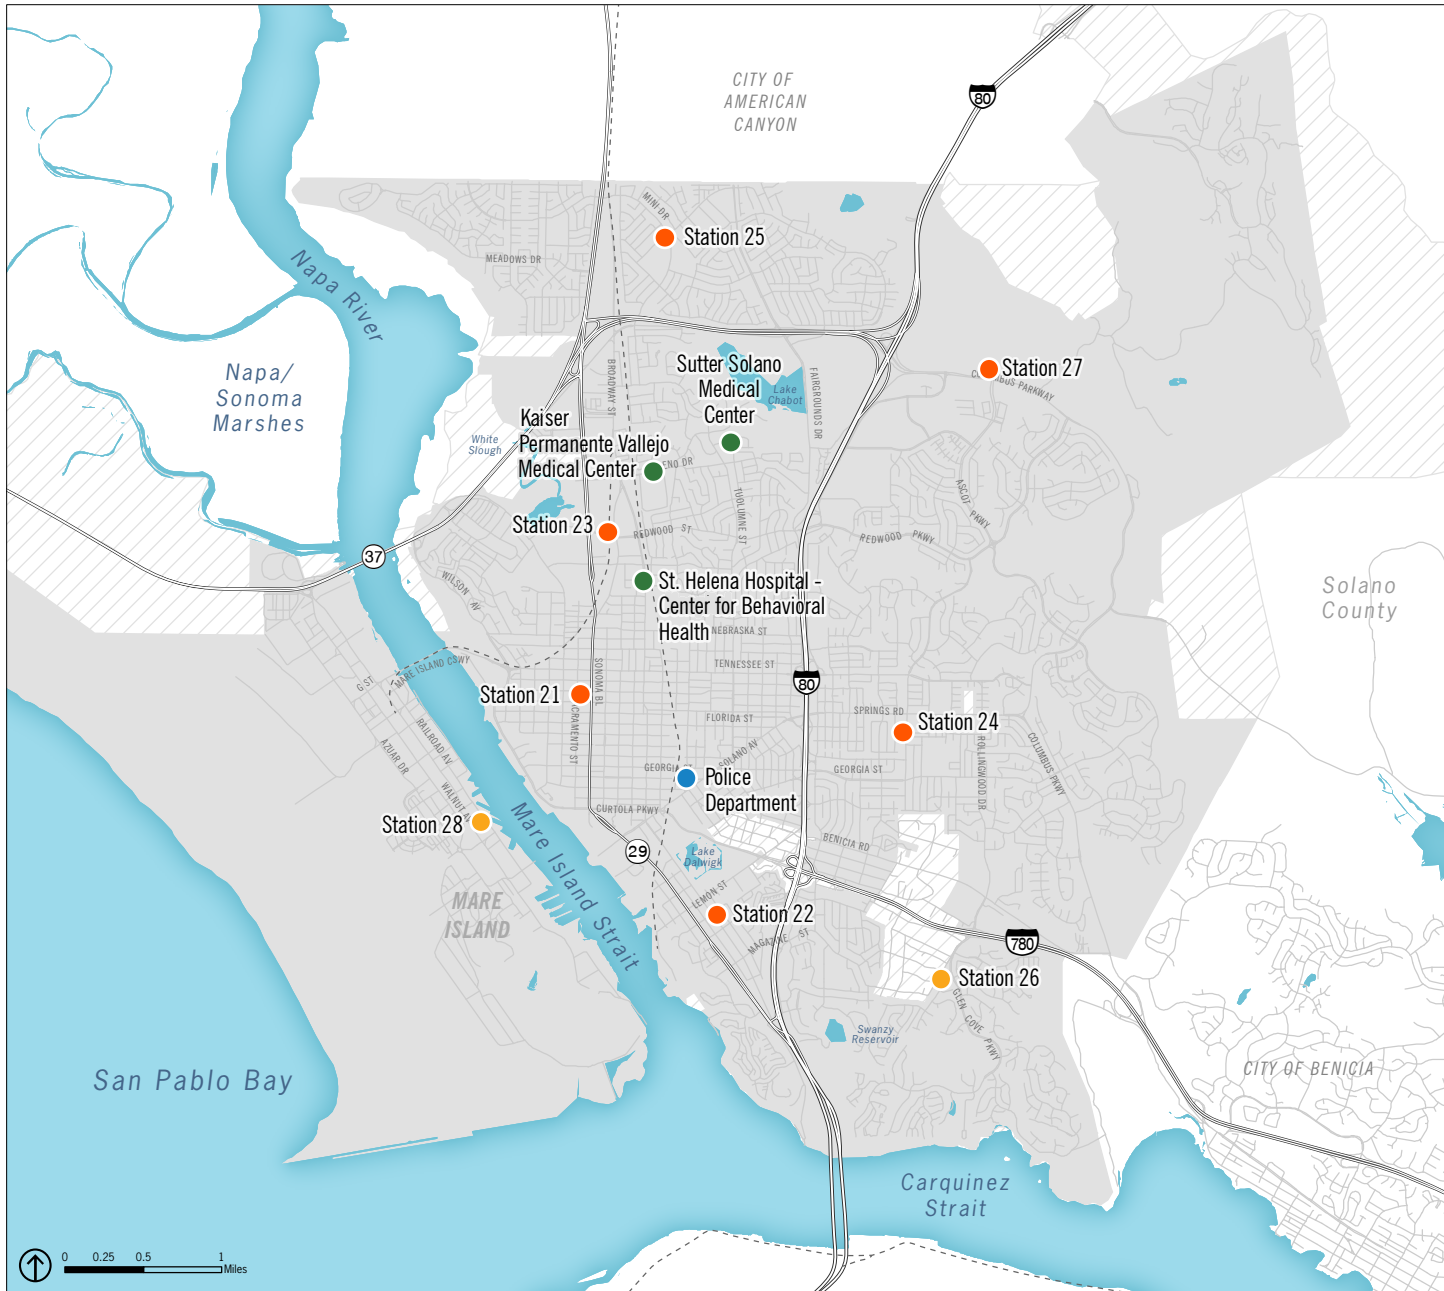 CITY OF
AMERICAN
CANYON
80
MINI DR
Station 25
MEADOWS DR
Napa River
Napa/
Sonoma
Marshes
BROADWAY ST
Sutter Solano
Medical
Center
Lake
Chabot
FAIRGROUNDS DR
Station 27
COLUMBUS PARKWAY
Kaiser
Permanente Vallejo
Medical Center
White
Slough
ENO DR
TUOLUMNE ST
ASCOT PKWY
Station 23
REDWOOD ST
REDWOOD PKWY
37
WILSON AV
St. Helena Hospital -
Center for Behavioral
Health
NEBRASKA ST
Solano
County
TENNESSEE ST
MARE ISLAND CSWY
G ST
80
Station 21
SONOMA BL
CRAMENTO ST
FLORIDA ST
SPRINGS RD
Station 24
RAILROAD AV
AZUAR DR
SOLANO AV
GEORGIA ST
GEORGIA ST
ROLLINGWOOD DR
COLUMBUS PKWY
Police
Department
WALNUT AV
Station 28
CURTOLA PKWY
Mare Island Strait
29
Lake
Dalwigk
BENICIA RD
MARE
ISLAND
LEMON ST
Station 22
MAGAZINE ST
780
Station 26
GLEN COVE PKWY
Swanzy
Reservoir
San Pablo Bay
CITY OF BENICIA
Carquinez
Strait
0 0.25 0.5 1
Miles